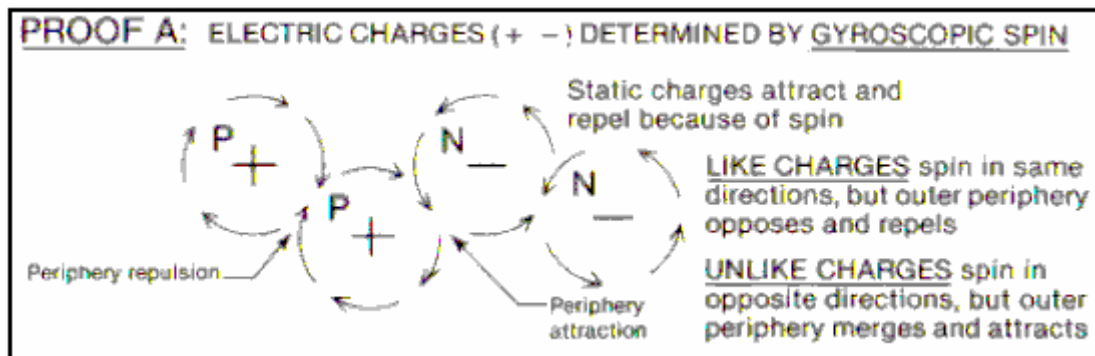 PROOF A: ELECTRIC CHARGES (+ −) DETERMINED BY GYROSCOPIC SPIN
Static charges attract and
repel because of spin
P
+
N
−
P
+
N
−
LIKE CHARGES spin in same
directions, but outer periphery
opposes and repels
Periphery repulsion
Periphery
attraction
UNLIKE CHARGES spin in
opposite directions, but outer
periphery merges and attracts